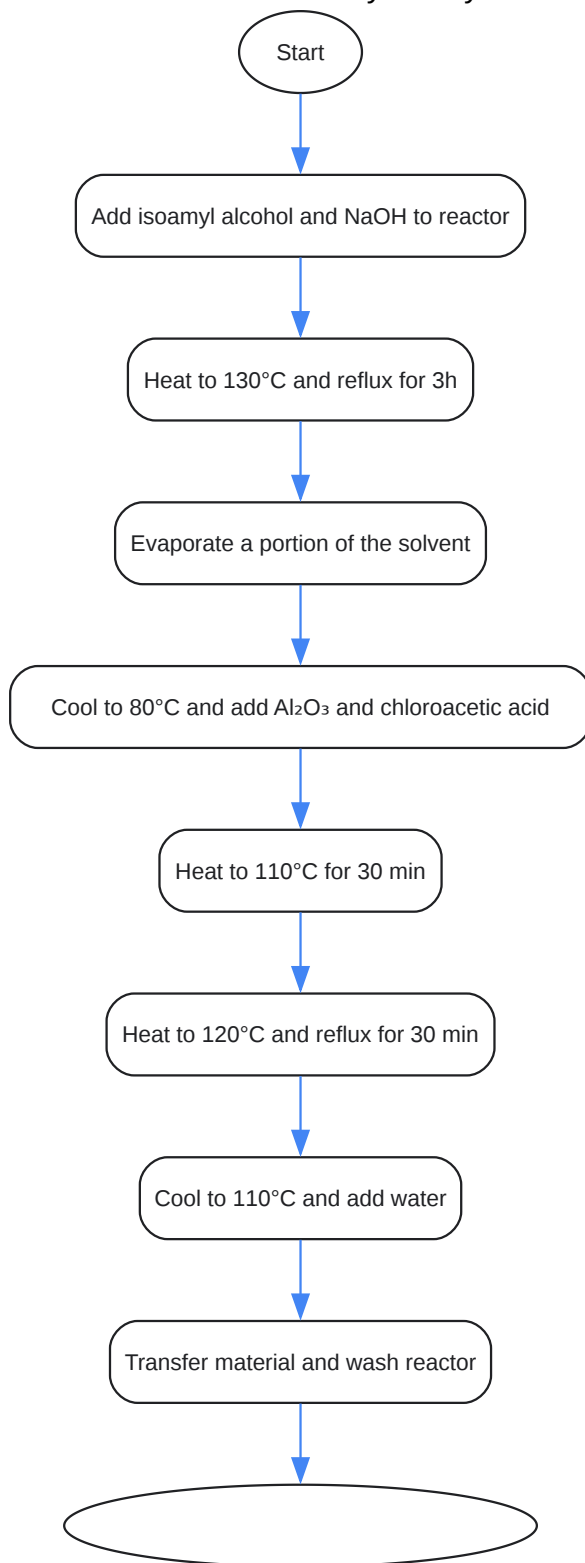 Start
Add isoamyl alcohol and NaOH to reactor
Heat to 130°C and reflux for 3h
Evaporate a portion of the solvent
Cool to 80°C and add Al₂O₃ and chloroacetic acid
Heat to 110°C for 30 min
Heat to 120°C and reflux for 30 min
Cool to 110°C and add water
Transfer material and wash reactor